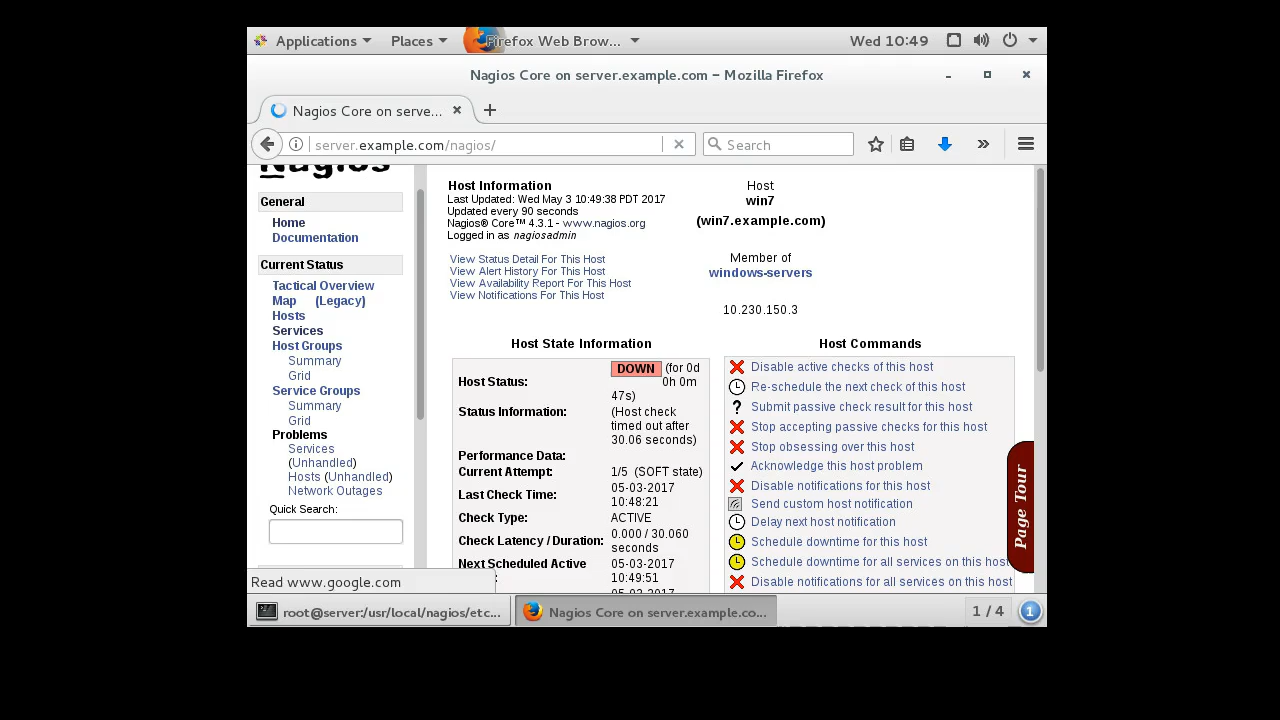 Applications Places Firefox Web Brow... Wed 10:49
Nagios Core on server.example.com – Mozilla Firefox
Nagios Core on serve...
server.example.com/nagios/ Search
Nagios
General
Home
Documentation
Current Status
Tactical Overview
Map (Legacy)
Hosts
Services
Host Groups
Summary
Grid
Service Groups
Summary
Grid
Problems
Services
(Unhandled)
Hosts (Unhandled)
Network Outages
Quick Search:
Host Information
Last Updated: Wed May 3 10:49:38 PDT 2017
Updated every 90 seconds
Nagios® Core™ 4.3.1 - www.nagios.org
Logged in as nagiosadmin
View Status Detail For This Host
View Alert History For This Host
View Availability Report For This Host
View Notifications For This Host
Host
win7
(win7.example.com)
Member of
windows-servers
10.230.150.3
Host State Information
Host Status: DOWN (for 0d
0h 0m
47s)
Status Information: (Host check
timed out after
30.06 seconds)
Performance Data:
Current Attempt: 1/5 (SOFT state)
Last Check Time: 05-03-2017
10:48:21
Check Type: ACTIVE
Check Latency / Duration: 0.000 / 30.060
seconds
Next Scheduled Active 05-03-2017
: 10:49:51
05-03-2017
Host Commands
Disable active checks of this host
Re-schedule the next check of this host
Submit passive check result for this host
Stop accepting passive checks for this host
Stop obsessing over this host
Acknowledge this host problem
Disable notifications for this host
Send custom host notification
Delay next host notification
Schedule downtime for this host
Schedule downtime for all services on this host
Disable notifications for all services on this host
Page Tour
Read www.google.com
root@server:/usr/local/nagios/etc... Nagios Core on server.example.co... 1 / 4 1